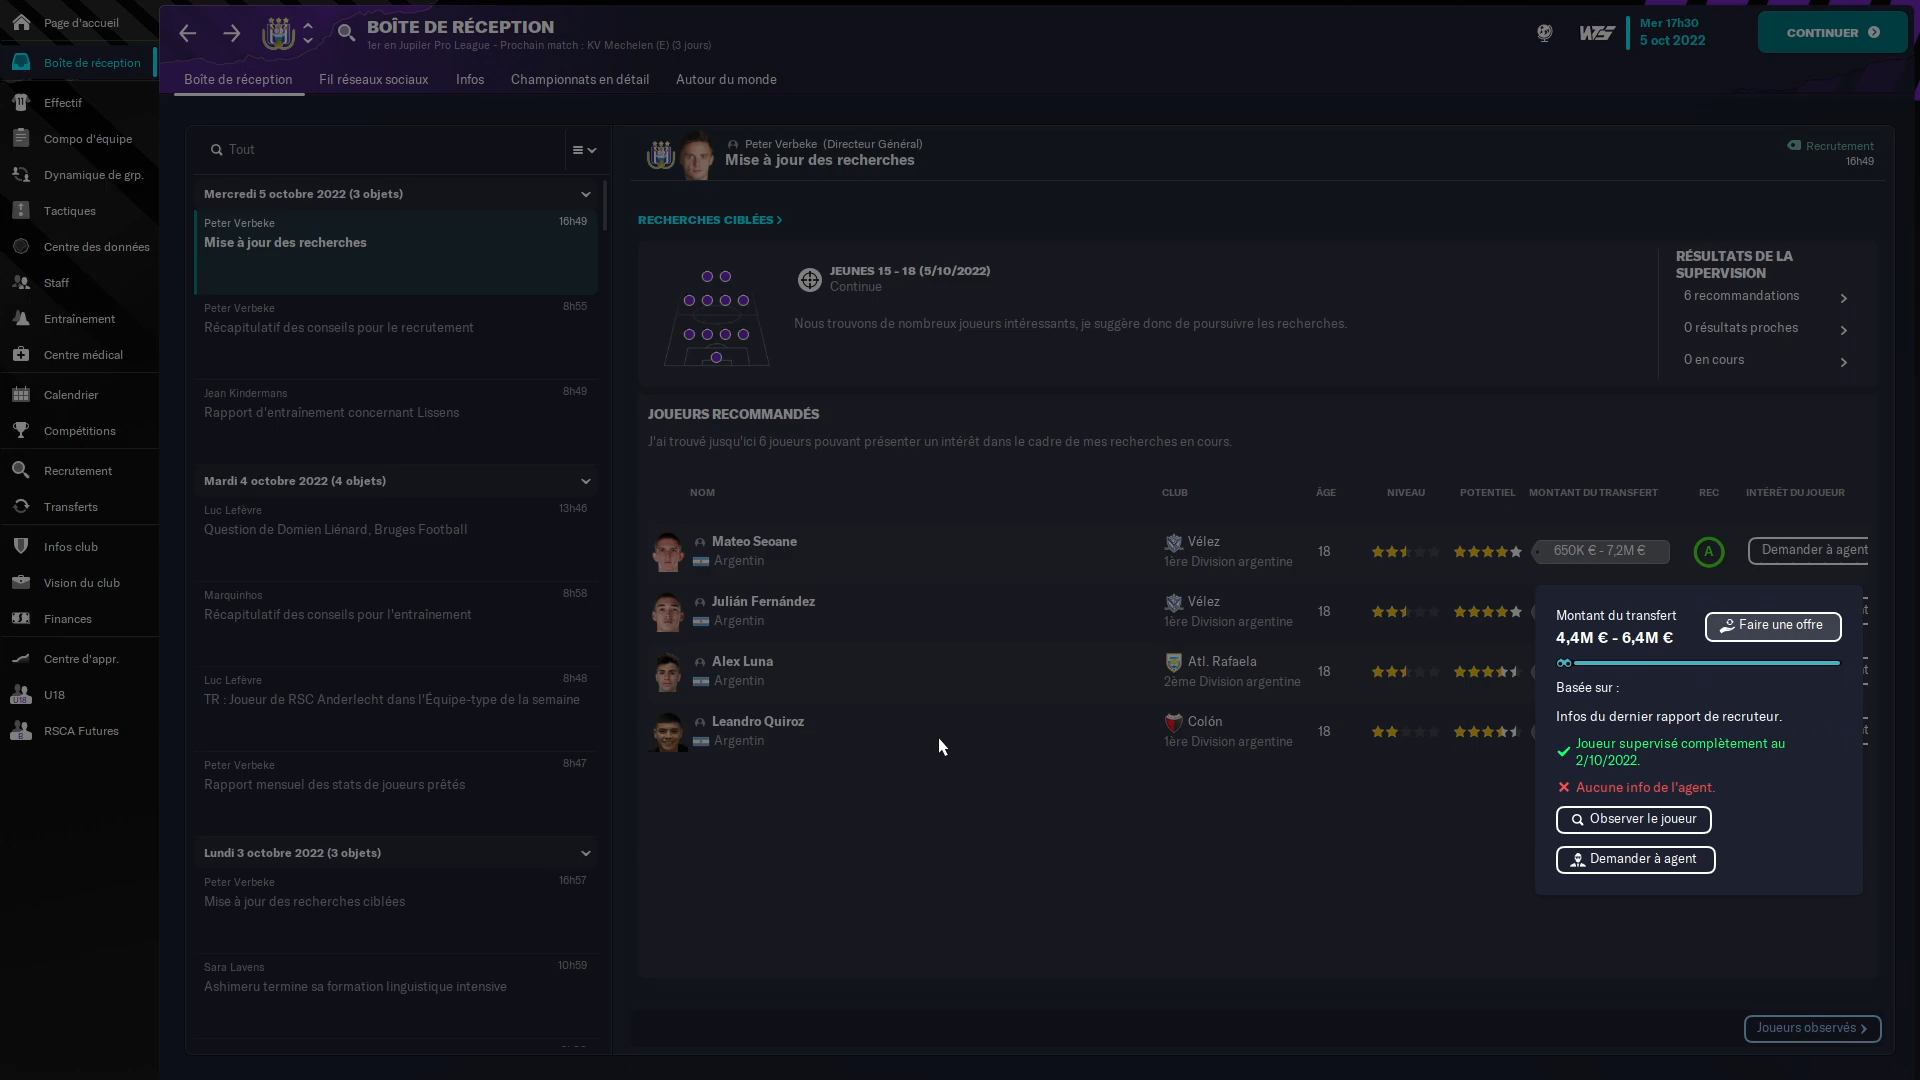 Page d'accueil
Boîte de réception
Effectif
Compo d'équipe
Dynamique de grp.
Tactiques
Centre des données
Staff
Entraînement
Centre médical
Calendrier
Compétitions
Recrutement
Transferts
Infos club
Vision du club
Finances
Centre d'appr.
U18
RSCA Futures
BOÎTE DE RÉCEPTION
1er en Jupiler Pro League - Prochain match : KV Mechelen (E) (3 jours)
Mer 17h30
5 oct 2022
CONTINUER
Boîte de réception
Fil réseaux sociaux
Infos
Championnats en détail
Autour du monde
Tout
Mercredi 5 octobre 2022 (3 objets)
Peter Verbeke 16h49
Mise à jour des recherches
Peter Verbeke 8h55
Récapitulatif des conseils pour le recrutement
Jean Kindermans 8h49
Rapport d'entraînement concernant Lissens
Mardi 4 octobre 2022 (4 objets)
Luc Lefèvre 13h46
Question de Domien Liénard, Bruges Football
Marquinhos 8h58
Récapitulatif des conseils pour l'entraînement
Luc Lefèvre 8h48
TR : Joueur de RSC Anderlecht dans l'Équipe-type de la semaine
Peter Verbeke 8h47
Rapport mensuel des stats de joueurs prêtés
Lundi 3 octobre 2022 (3 objets)
Peter Verbeke 16h57
Mise à jour des recherches ciblées
Sara Lavens 10h59
Ashimeru termine sa formation linguistique intensive
Peter Verbeke (Directeur Général)
Mise à jour des recherches
Recrutement
16h49
RECHERCHES CIBLÉES
JEUNES 15 - 18 (5/10/2022)
Continue
Nous trouvons de nombreux joueurs intéressants, je suggère donc de poursuivre les recherches.
RÉSULTATS DE LA
SUPERVISION
6 recommandations
0 résultats proches
0 en cours
JOUEURS RECOMMANDÉS
J'ai trouvé jusqu'ici 6 joueurs pouvant présenter un intérêt dans le cadre de mes recherches en cours.
NOM CLUB ÂGE NIVEAU POTENTIEL MONTANT DU TRANSFERT REC INTÉRÊT DU JOUEUR
Mateo Seoane Vélez
Argentin 1ère Division argentine 18 650K € - 7,2M € A Demander à agent
Julián Fernández Vélez
Argentin 1ère Division argentine 18
Alex Luna Atl. Rafaela
Argentin 2ème Division argentine 18
Leandro Quiroz Colón
Argentin 1ère Division argentine 18
Montant du transfert
4,4M € - 6,4M €
Faire une offre
Basée sur :
Infos du dernier rapport de recruteur.
Joueur supervisé complètement au
2/10/2022.
Aucune info de l'agent.
Observer le joueur
Demander à agent
Joueurs observés